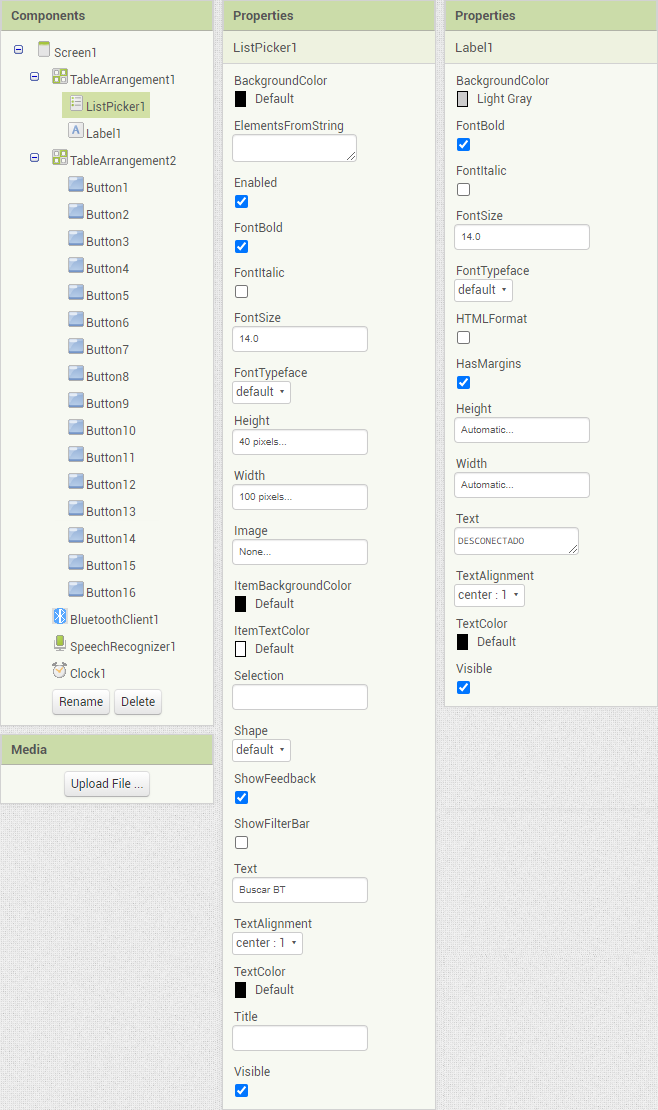 Components
Screen1
TableArrangement1
ListPicker1
A Label1
TableArrangement2
Button1
Button2
Button3
Button4
Button5
Button6
Button7
Button8
Button9
Button10
Button11
Button12
Button13
Button14
Button15
Button16
BluetoothClient1
SpeechRecognizer1
Clock1
Rename Delete
Media
Upload File ...
Properties
ListPicker1
BackgroundColor
Default
ElementsFromString
Enabled
FontBold
FontItalic
FontSize
14.0
FontTypeface
default
Height
40 pixels...
Width
100 pixels...
Image
None...
ItemBackgroundColor
Default
ItemTextColor
Default
Selection
Shape
default
ShowFeedback
ShowFilterBar
Text
Buscar BT
TextAlignment
center : 1
TextColor
Default
Title
Visible
Properties
Label1
BackgroundColor
Light Gray
FontBold
FontItalic
FontSize
14.0
FontTypeface
default
HTMLFormat
HasMargins
Height
Automatic...
Width
Automatic...
Text
DESCONECTADO
TextAlignment
center : 1
TextColor
Default
Visible